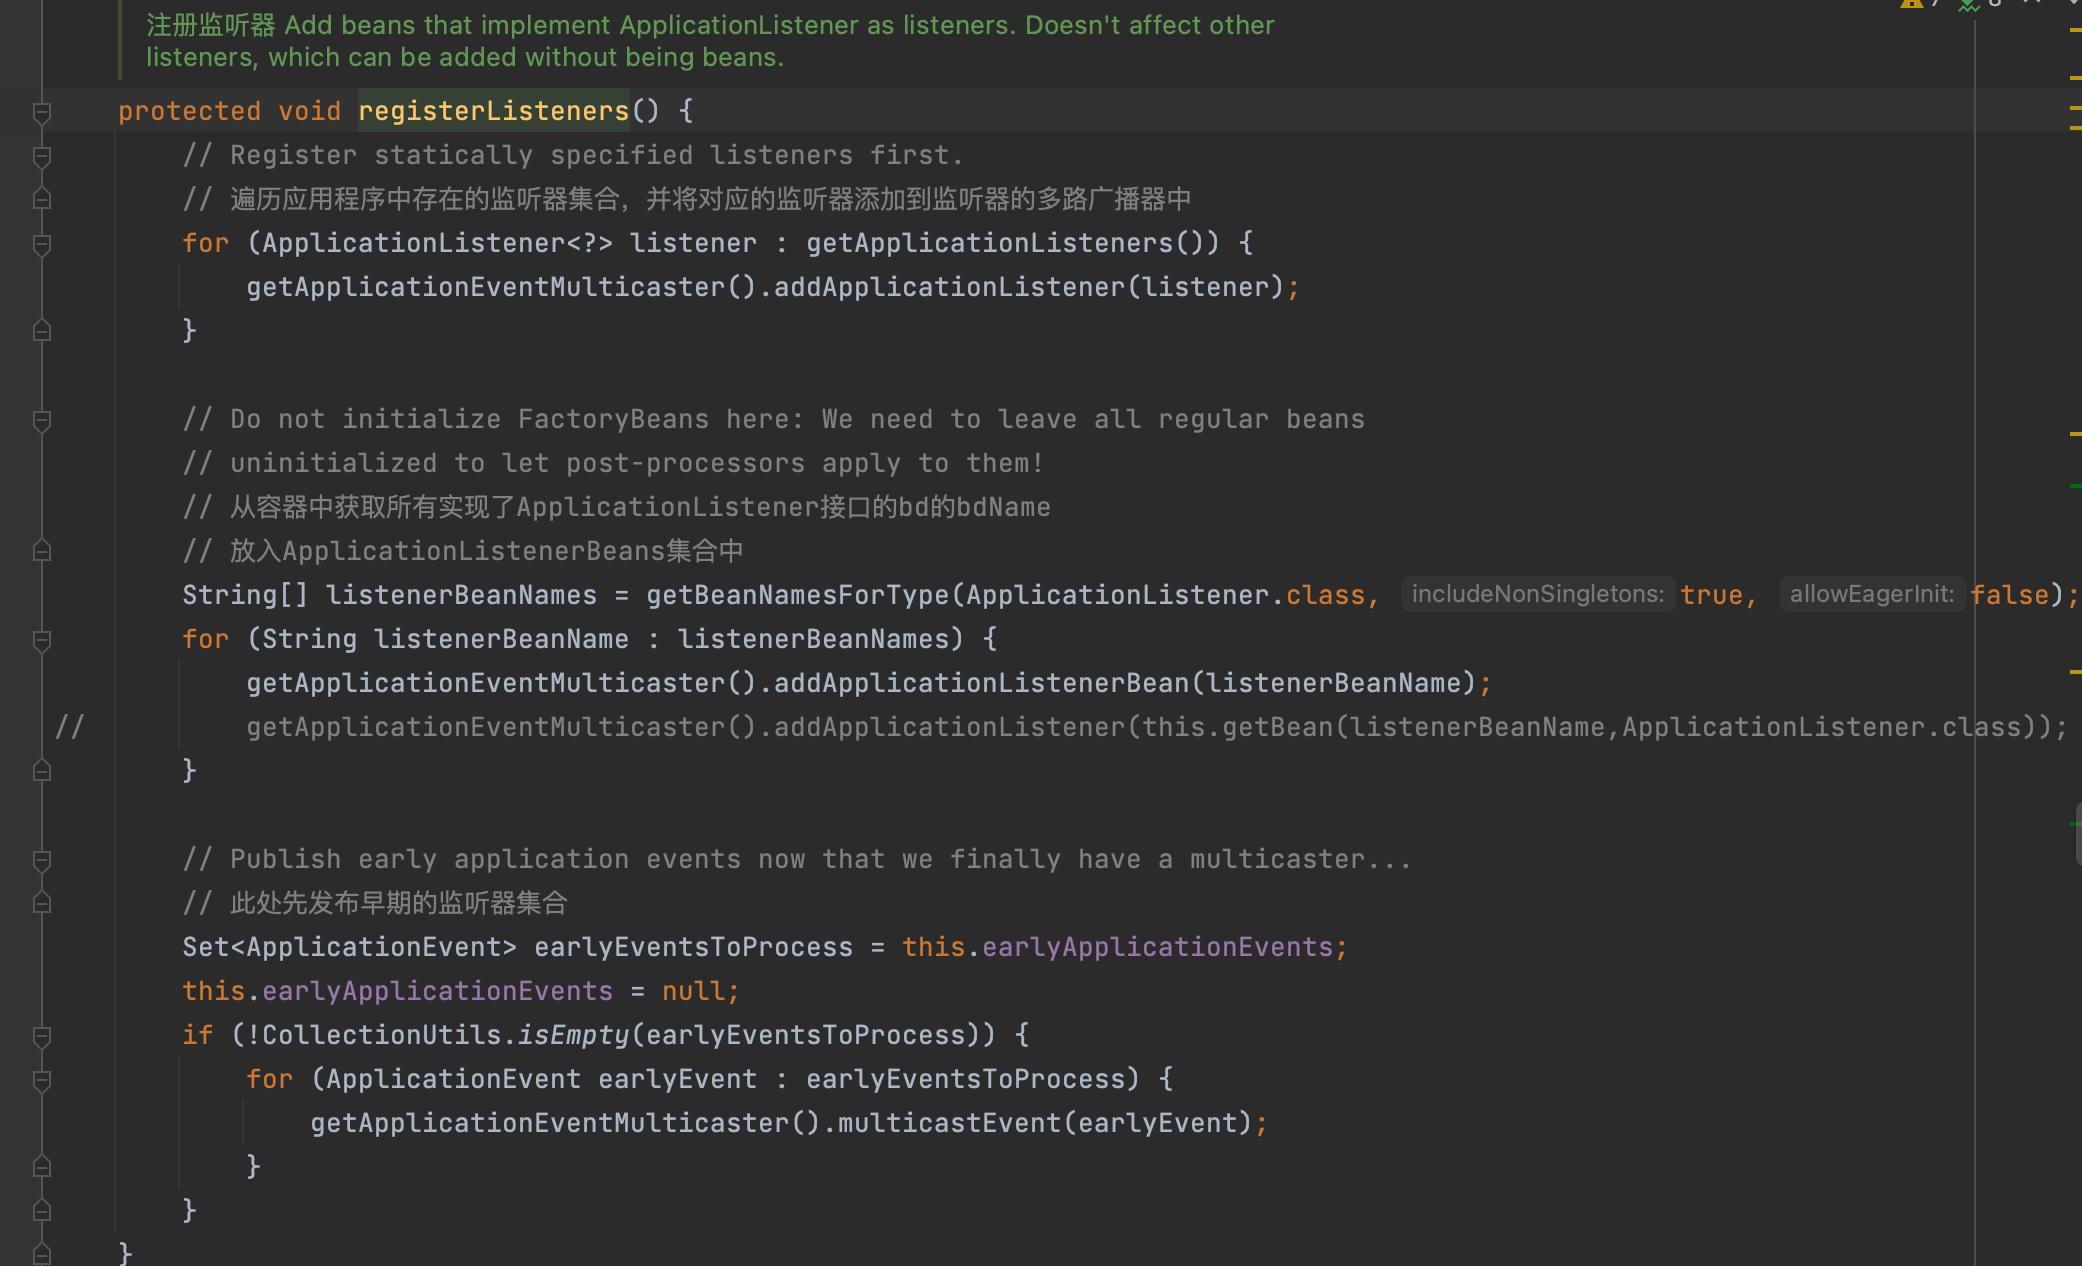 注册监听器 Add beans that implement ApplicationListener as listeners. Doesn't affect other
listeners, which can be added without being beans.
protected void registerListeners() {
// Register statically specified listeners first.
// 遍历应用程序中存在的监听器集合，并将对应的监听器添加到监听器的多路广播器中
for (ApplicationListener<?> listener : getApplicationListeners()) {
getApplicationEventMulticaster().addApplicationListener(listener);
}
// Do not initialize FactoryBeans here: We need to leave all regular beans
// uninitialized to let post-processors apply to them!
// 从容器中获取所有实现了ApplicationListener接口的bd的bdName
// 放入ApplicationListenerBeans集合中
String[] listenerBeanNames = getBeanNamesForType(ApplicationListener.class, includeNonSingletons: true, allowEagerInit: false);
for (String listenerBeanName : listenerBeanNames) {
getApplicationEventMulticaster().addApplicationListenerBean(listenerBeanName);
// getApplicationEventMulticaster().addApplicationListener(this.getBean(listenerBeanName,ApplicationListener.class));
}
// Publish early application events now that we finally have a multicaster...
// 此处先发布早期的监听器集合
Set<ApplicationEvent> earlyEventsToProcess = this.earlyApplicationEvents;
this.earlyApplicationEvents = null;
if (!CollectionUtils.isEmpty(earlyEventsToProcess)) {
for (ApplicationEvent earlyEvent : earlyEventsToProcess) {
getApplicationEventMulticaster().multicastEvent(earlyEvent);
}
}
}